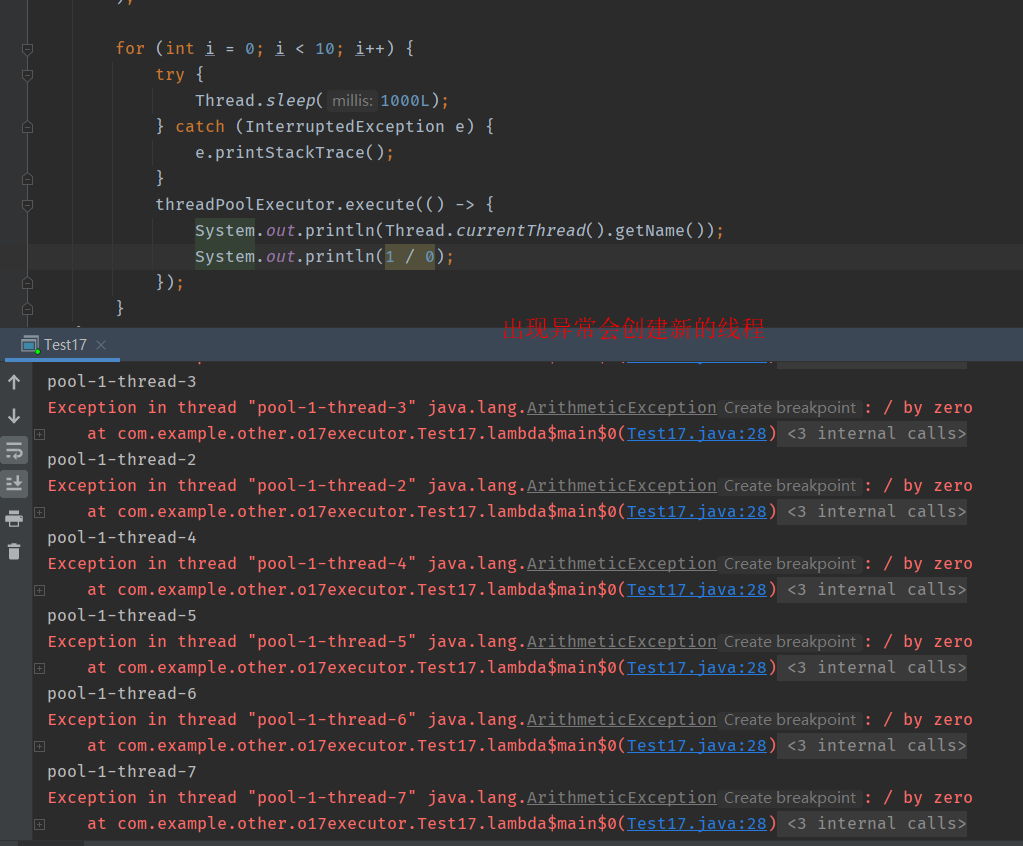 for (int i = 0; i < 10; i++) {
try {
Thread.sleep( millis: 1000L);
} catch (InterruptedException e) {
e.printStackTrace();
}
threadPoolExecutor.execute(() -> {
System.out.println(Thread.currentThread().getName());
System.out.println(1 / 0);
});
}
出现异常会创建新的线程
Test17
pool-1-thread-3
Exception in thread "pool-1-thread-3" java.lang.ArithmeticException Create breakpoint : / by zero
at com.example.other.o17executor.Test17.lambda$main$0(Test17.java:28) <3 internal calls>
pool-1-thread-2
Exception in thread "pool-1-thread-2" java.lang.ArithmeticException Create breakpoint : / by zero
at com.example.other.o17executor.Test17.lambda$main$0(Test17.java:28) <3 internal calls>
pool-1-thread-4
Exception in thread "pool-1-thread-4" java.lang.ArithmeticException Create breakpoint : / by zero
at com.example.other.o17executor.Test17.lambda$main$0(Test17.java:28) <3 internal calls>
pool-1-thread-5
Exception in thread "pool-1-thread-5" java.lang.ArithmeticException Create breakpoint : / by zero
at com.example.other.o17executor.Test17.lambda$main$0(Test17.java:28) <3 internal calls>
pool-1-thread-6
Exception in thread "pool-1-thread-6" java.lang.ArithmeticException Create breakpoint : / by zero
at com.example.other.o17executor.Test17.lambda$main$0(Test17.java:28) <3 internal calls>
pool-1-thread-7
Exception in thread "pool-1-thread-7" java.lang.ArithmeticException Create breakpoint : / by zero
at com.example.other.o17executor.Test17.lambda$main$0(Test17.java:28) <3 internal calls>